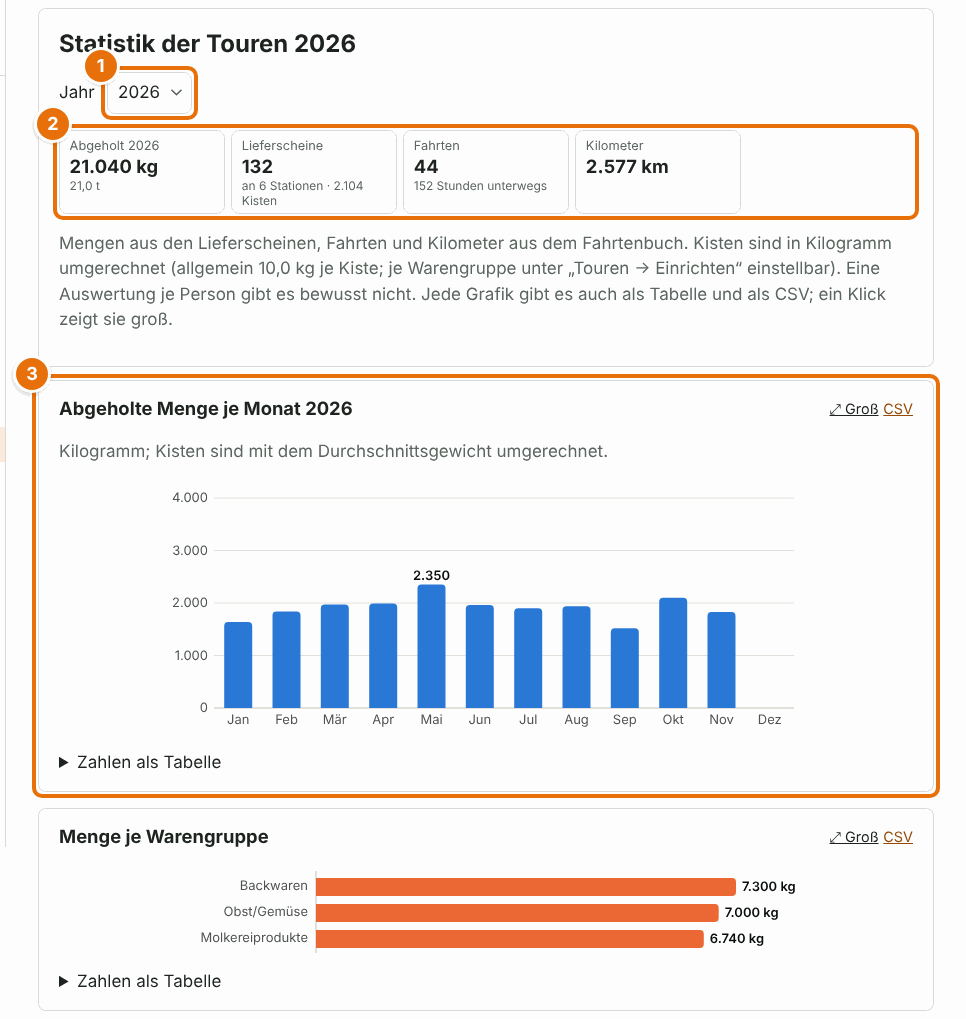 Statistik der Touren 2026
1
Jahr 2026
2
Abgeholt 2026
21.040 kg
21,0 t
Lieferscheine
132
an 6 Stationen · 2.104
Kisten
Fahrten
44
152 Stunden unterwegs
Kilometer
2.577 km
Mengen aus den Lieferscheinen, Fahrten und Kilometer aus dem Fahrtenbuch. Kisten sind in Kilogramm
umgerechnet (allgemein 10,0 kg je Kiste; je Warengruppe unter „Touren → Einrichten“ einstellbar). Eine
Auswertung je Person gibt es bewusst nicht. Jede Grafik gibt es auch als Tabelle und als CSV; ein Klick
zeigt sie groß.
3
Abgeholte Menge je Monat 2026
⤢ Groß CSV
Kilogramm; Kisten sind mit dem Durchschnittsgewicht umgerechnet.
4.000
3.000
2.000
1.000
0
2.350
Jan Feb Mär Apr Mai Jun Jul Aug Sep Okt Nov Dez
▶ Zahlen als Tabelle
Menge je Warengruppe
⤢ Groß CSV
Backwaren 7.300 kg
Obst/Gemüse 7.000 kg
Molkereiprodukte 6.740 kg
▶ Zahlen als Tabelle